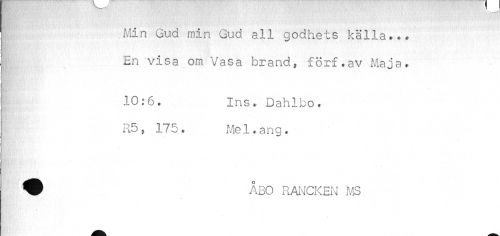 Min Gud min Gud all godhets källa...
En visa om Vasa brand, förf.av Maja.
10:6. Ins. Dahlbo.
R5, 175. Mel.ang.
ÅBO RANCKEN MS